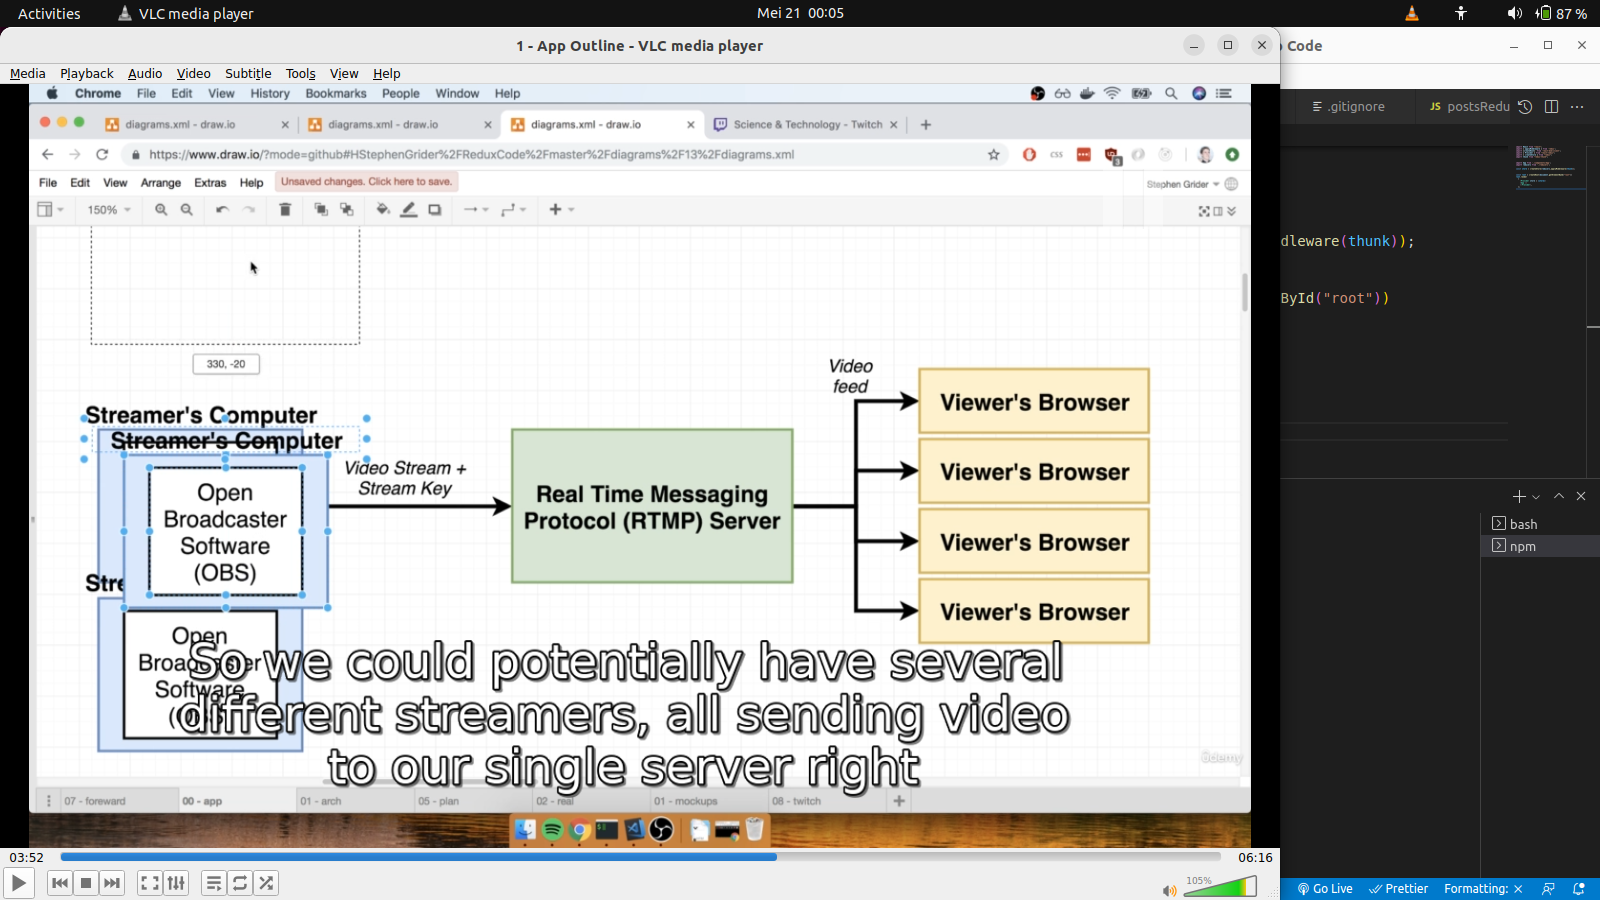 Activities
VLC media player
Mei 21 00:05
87 %
1 - App Outline - VLC media player
Code
Media Playback Audio Video Subtitle Tools View Help
Chrome File Edit View History Bookmarks People Window Help
diagrams.xml - draw.io
diagrams.xml - draw.io
diagrams.xml - draw.io
Science & Technology - Twitch
https://www.draw.io/?mode=github#HStephenGrider%2FReduxCode%2Fmaster%2Fdiagrams%2F13%2Fdiagrams.xml
CSS
File Edit View Arrange Extras Help
Unsaved changes. Click here to save.
Stephen Grider
150%
330, -20
Streamer's Computer
Streamer's Computer
Open
Broadcaster
Software
(OBS)
Video Stream +
Stream Key
Real Time Messaging
Protocol (RTMP) Server
Video
feed
Viewer's Browser
Viewer's Browser
Viewer's Browser
Viewer's Browser
Stre
Open
Broadcaster
Software
(OBS)
So we could potentially have several
different streamers, all sending video
to our single server right
ûdemy
07 - foreward
00 - app
01 - arch
05 - plan
02 - real
01 - mockups
08 - twitch
03:52
06:16
105%
.gitignore
JS postsRedu
dleware(thunk));
ById("root"))
bash
npm
Go Live
Prettier
Formatting: